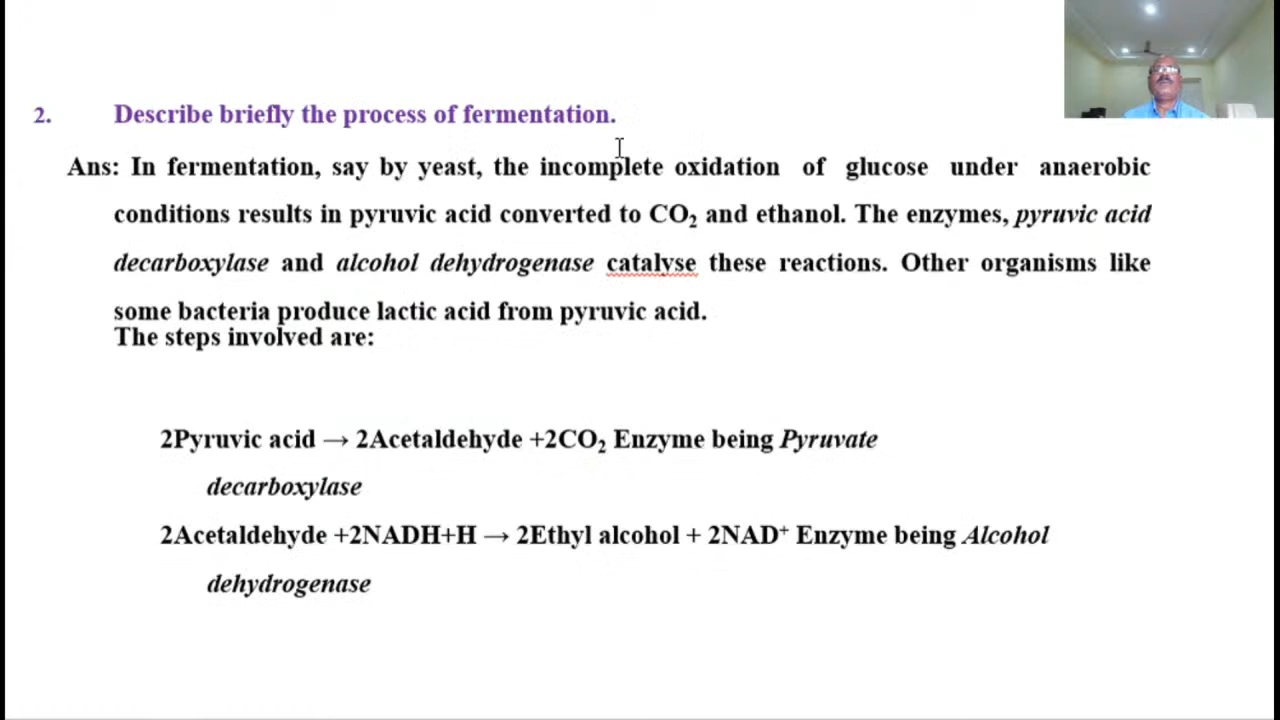 2. Describe briefly the process of fermentation.
Ans: In fermentation, say by yeast, the incomplete oxidation of glucose under anaerobic
conditions results in pyruvic acid converted to CO₂ and ethanol. The enzymes, pyruvic acid
decarboxylase and alcohol dehydrogenase catalyse these reactions. Other organisms like
some bacteria produce lactic acid from pyruvic acid.
The steps involved are:
2Pyruvic acid → 2Acetaldehyde +2CO₂ Enzyme being Pyruvate
decarboxylase
2Acetaldehyde +2NADH+H → 2Ethyl alcohol + 2NAD⁺ Enzyme being Alcohol
dehydrogenase